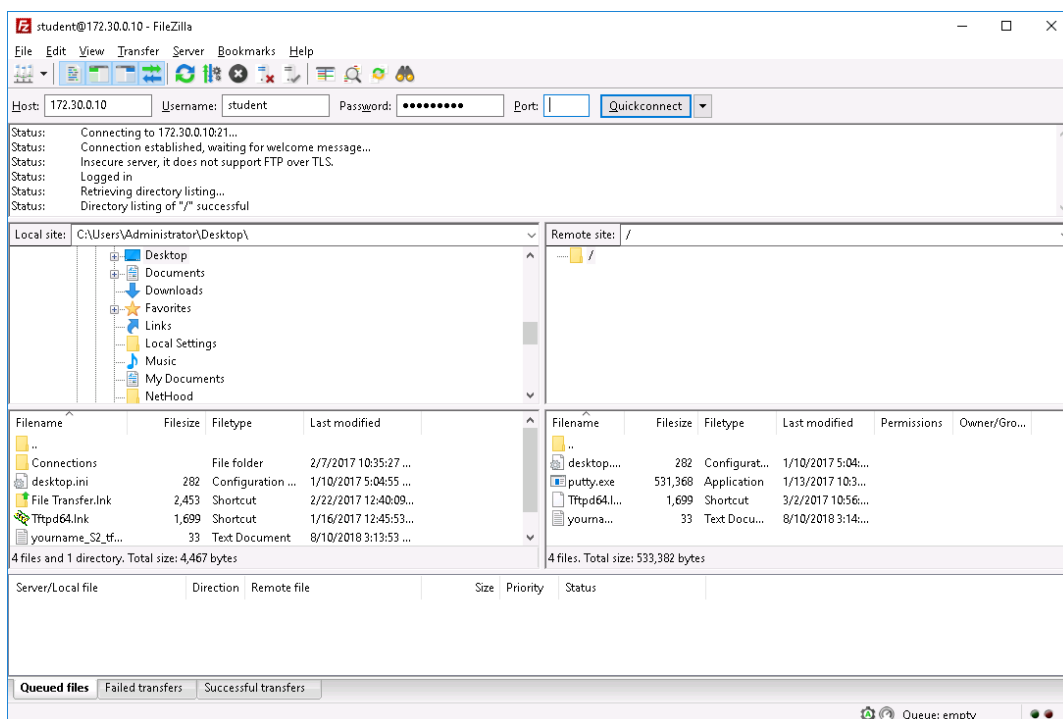 student@172.30.0.10 - FileZilla
File Edit View Transfer Server Bookmarks Help
Host: 172.30.0.10 Username: student Password: ●●●●●●●●● Port: Quickconnect
Status: Connecting to 172.30.0.10:21...
Status: Connection established, waiting for welcome message...
Status: Insecure server, it does not support FTP over TLS.
Status: Logged in
Status: Retrieving directory listing...
Status: Directory listing of "/" successful
Local site: C:\Users\Administrator\Desktop\
Desktop
Documents
Downloads
Favorites
Links
Local Settings
Music
My Documents
NetHood
Remote site: /
/
Filename Filesize Filetype Last modified
..
Connections File folder 2/7/2017 10:35:27 ...
desktop.ini 282 Configuration ... 1/10/2017 5:04:55 ...
File Transfer.lnk 2,453 Shortcut 2/22/2017 12:40:09...
Tftpd64.lnk 1,699 Shortcut 1/16/2017 12:45:53...
yourname_S2_tf... 33 Text Document 8/10/2018 3:13:53 ...
4 files and 1 directory. Total size: 4,467 bytes
Filename Filesize Filetype Last modified Permissions Owner/Gro...
..
desktop.... 282 Configurat... 1/10/2017 5:04:...
putty.exe 531,368 Application 1/13/2017 10:3...
Tftpd64.l... 1,699 Shortcut 3/2/2017 10:56:...
yourna... 33 Text Docu... 8/10/2018 3:14:...
4 files. Total size: 533,382 bytes
Server/Local file Direction Remote file Size Priority Status
Queued files Failed transfers Successful transfers
Queue: empty